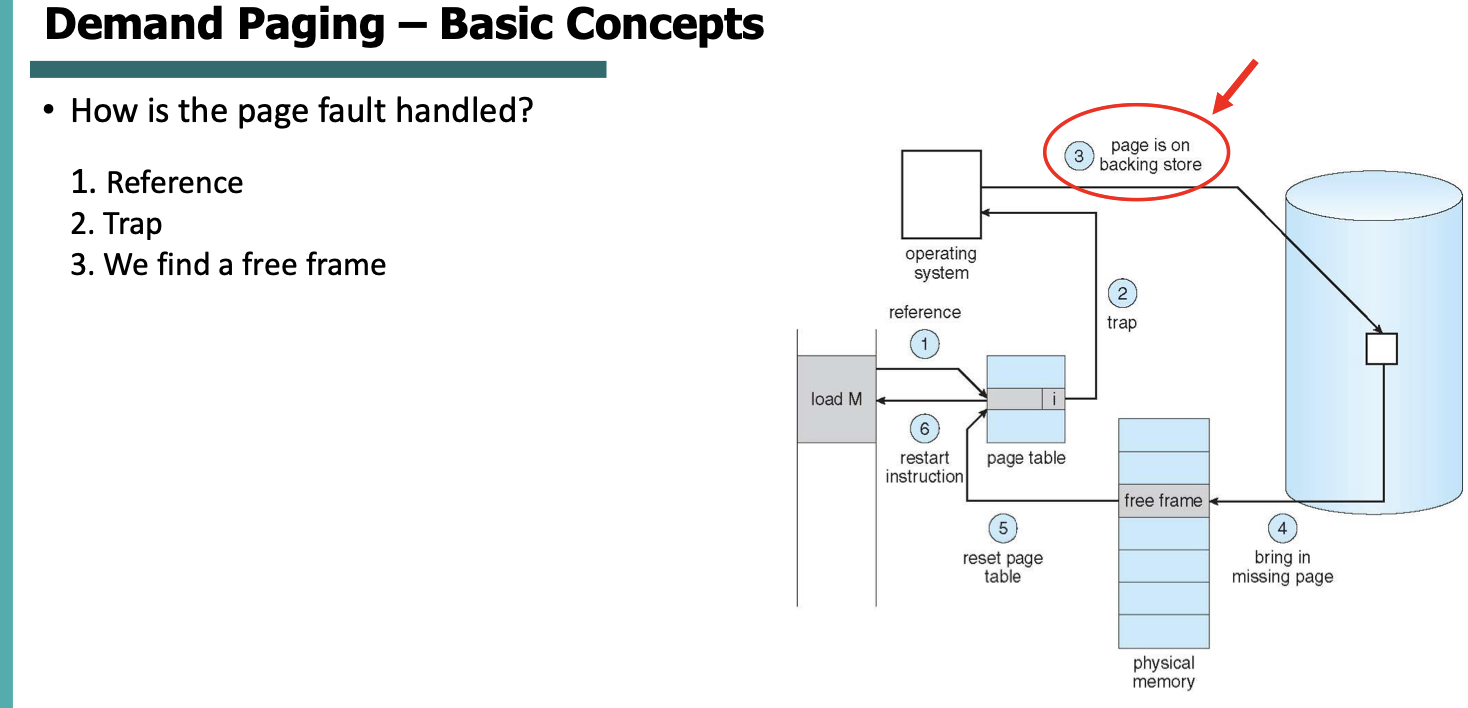 Demand Paging – Basic Concepts
• How is the page fault handled?
1. Reference
2. Trap
3. We find a free frame
3
page is on
backing store
operating
system
2
trap
reference
1
load M
i
6
restart
instruction
page table
free frame
5
reset page
table
4
bring in
missing page
physical
memory